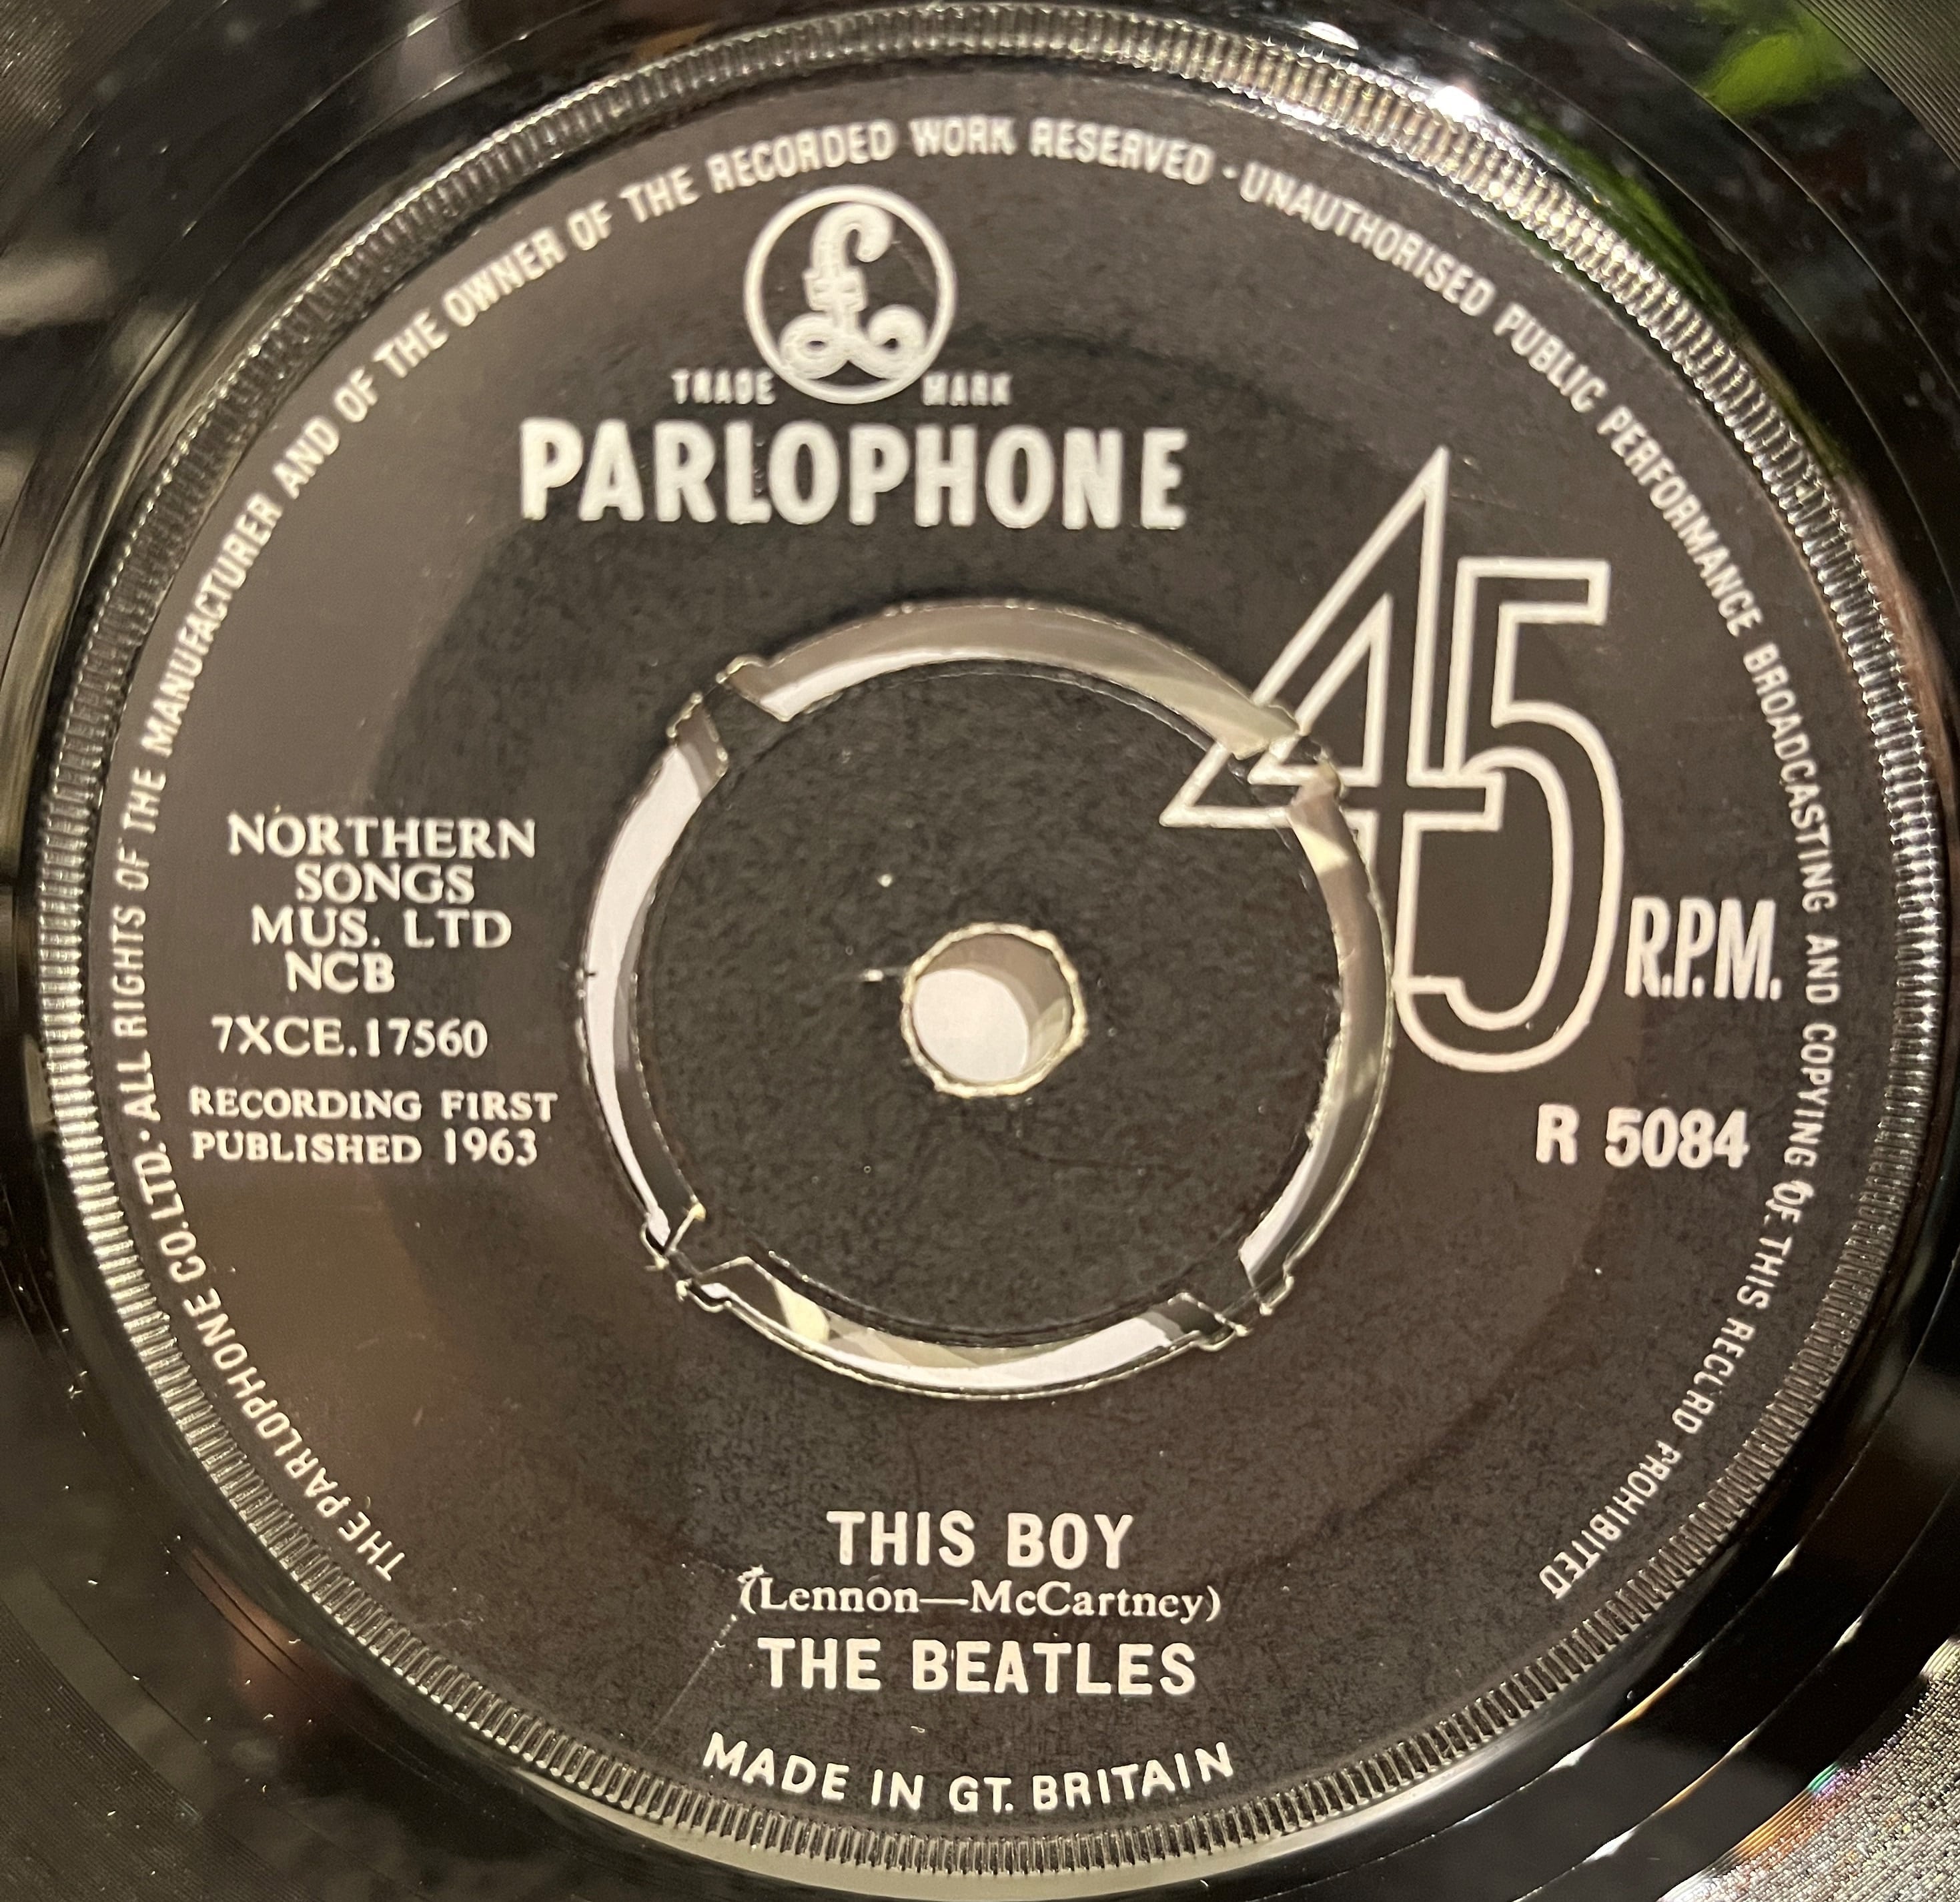 THE PARLOPHONE CO. LTD. · ALL RIGHTS OF THE MANUFACTURER AND OF THE OWNER OF THE RECORDED WORK RESERVED · UNAUTHORISED PUBLIC PERFORMANCE BROADCASTING AND COPYING OF THIS RECORD PROHIBITED
£
TRADE MARK
PARLOPHONE
45
R.P.M.
NORTHERN
SONGS
MUS. LTD
NCB
7XCE.17560
RECORDING FIRST
PUBLISHED 1963
R 5084
THIS BOY
(Lennon—McCartney)
THE BEATLES
MADE IN GT. BRITAIN